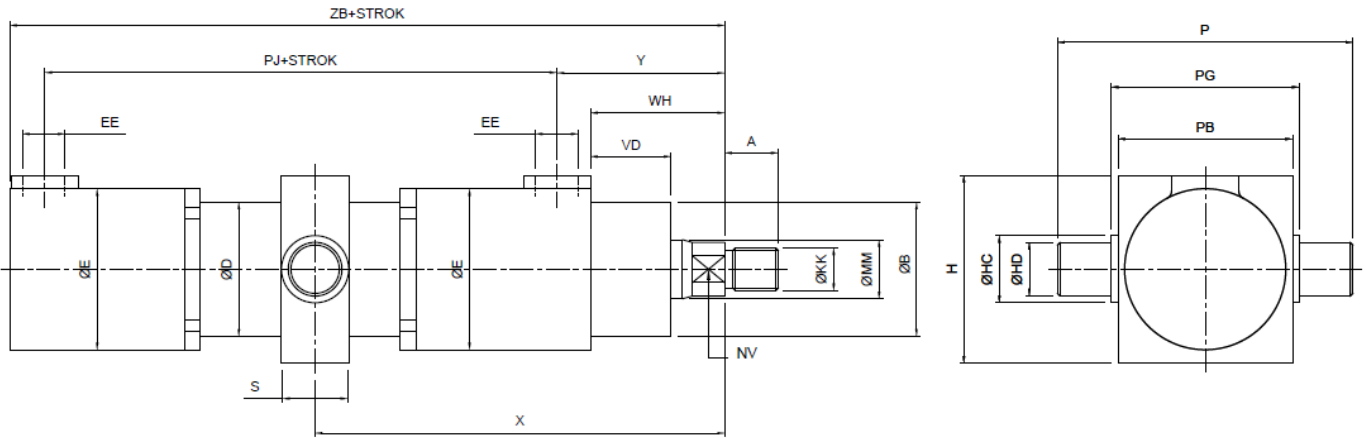 ZB+STROK
P
PJ+STROK
Y
PG
WH
EE
EE
PB
VD
A
ØE
ØD
ØE
ØKK
ØMM
ØB
H
ØHC
ØHD
NV
S
X